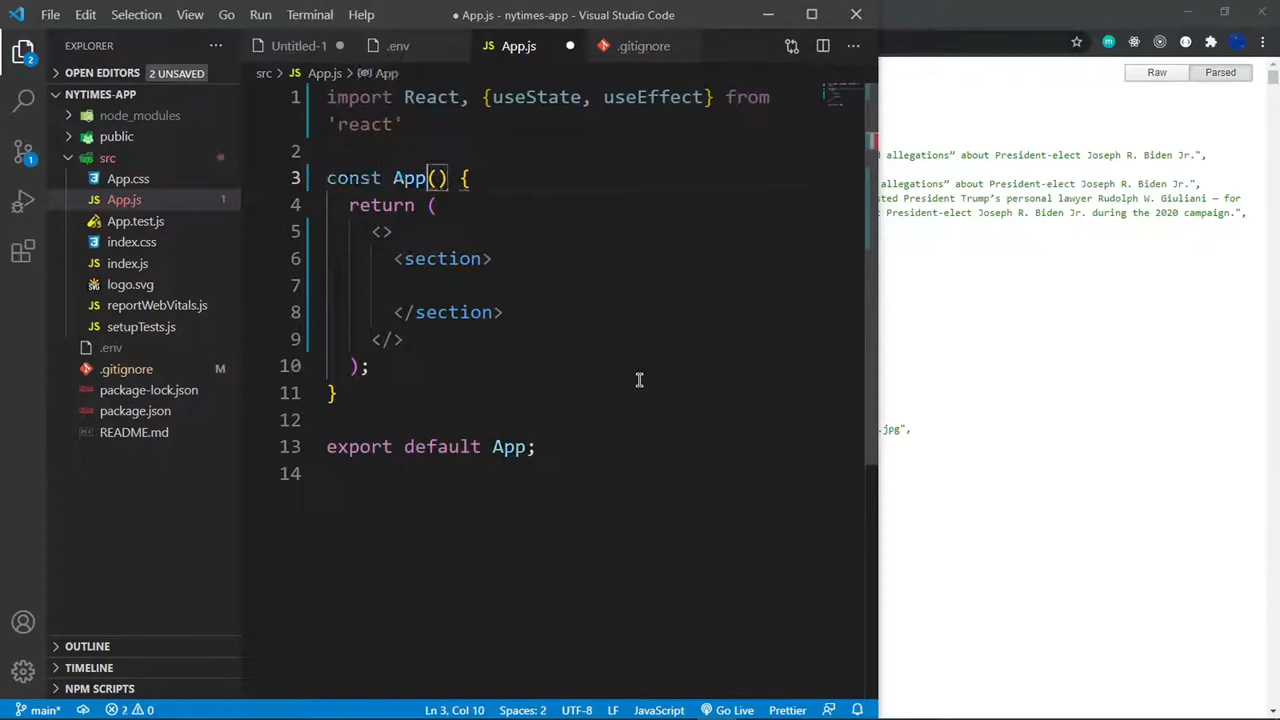 File Edit Selection View Go Run Terminal Help ● App.js - nytimes-app - Visual Studio Code
EXPLORER ···
Untitled-1 ● .env JS App.js ● .gitignore ···
OPEN EDITORS 2 UNSAVED
NYTIMES-APP
node_modules
public
src
App.css
JS App.js 1
App.test.js
index.css
JS index.js
logo.svg
JS reportWebVitals.js
JS setupTests.js
.env
.gitignore M
package-lock.json
package.json
README.md
OUTLINE
TIMELINE
NPM SCRIPTS
2
1
src > JS App.js > App
1 import React, {useState, useEffect} from
'react'
2
3 const App() {
4 return (
5 <>
6 <section>
7
8 </section>
9 </>
10 );
11 }
12
13 export default App;
14
Raw Parsed
d allegations” about President-elect Joseph R. Biden Jr.",
d allegations” about President-elect Joseph R. Biden Jr.",
sted President Trump’s personal lawyer Rudolph W. Giuliani — for
t President-elect Joseph R. Biden Jr. during the 2020 campaign.",
.jpg",
main* 2 0 Ln 3, Col 10 Spaces: 2 UTF-8 LF JavaScript Go Live Prettier